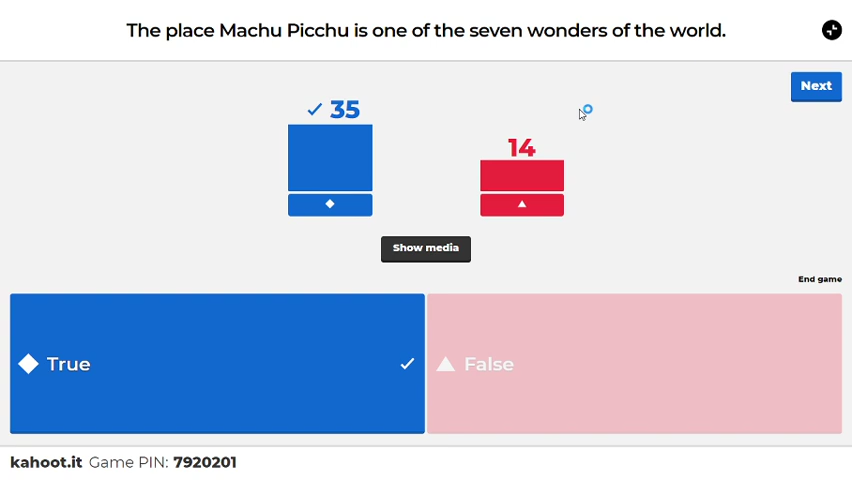 The place Machu Picchu is one of the seven wonders of the world.
Next
35
14
Show media
End game
True
False
kahoot.it Game PIN: 7920201